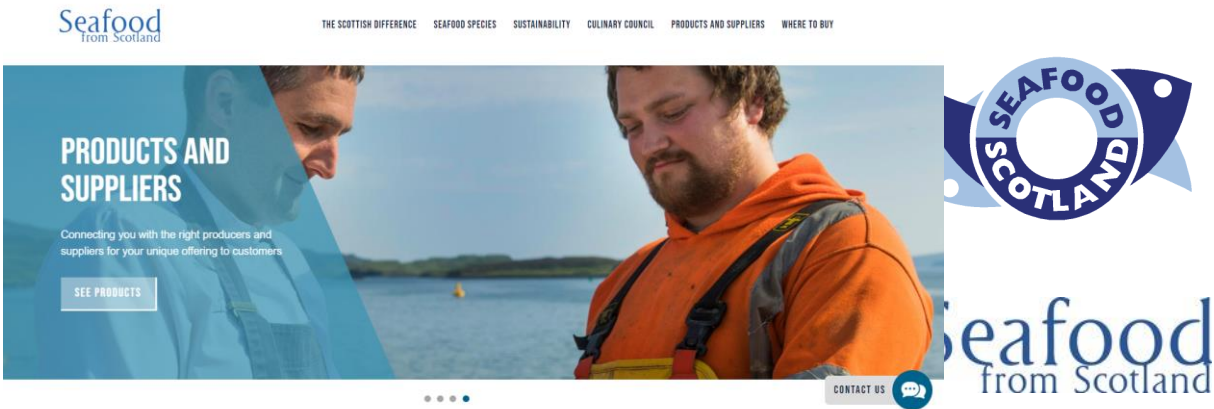 Seafood
from Scotland
THE SCOTTISH DIFFERENCE
SEAFOOD SPECIES
SUSTAINABILITY
CULINARY COUNCIL
PRODUCTS AND SUPPLIERS
WHERE TO BUY
PRODUCTS AND
SUPPLIERS
Connecting you with the right producers and
suppliers for your unique offering to customers
SEE PRODUCTS
CONTACT US
SEAFOOD
SCOTLAND
Seafood
from Scotland